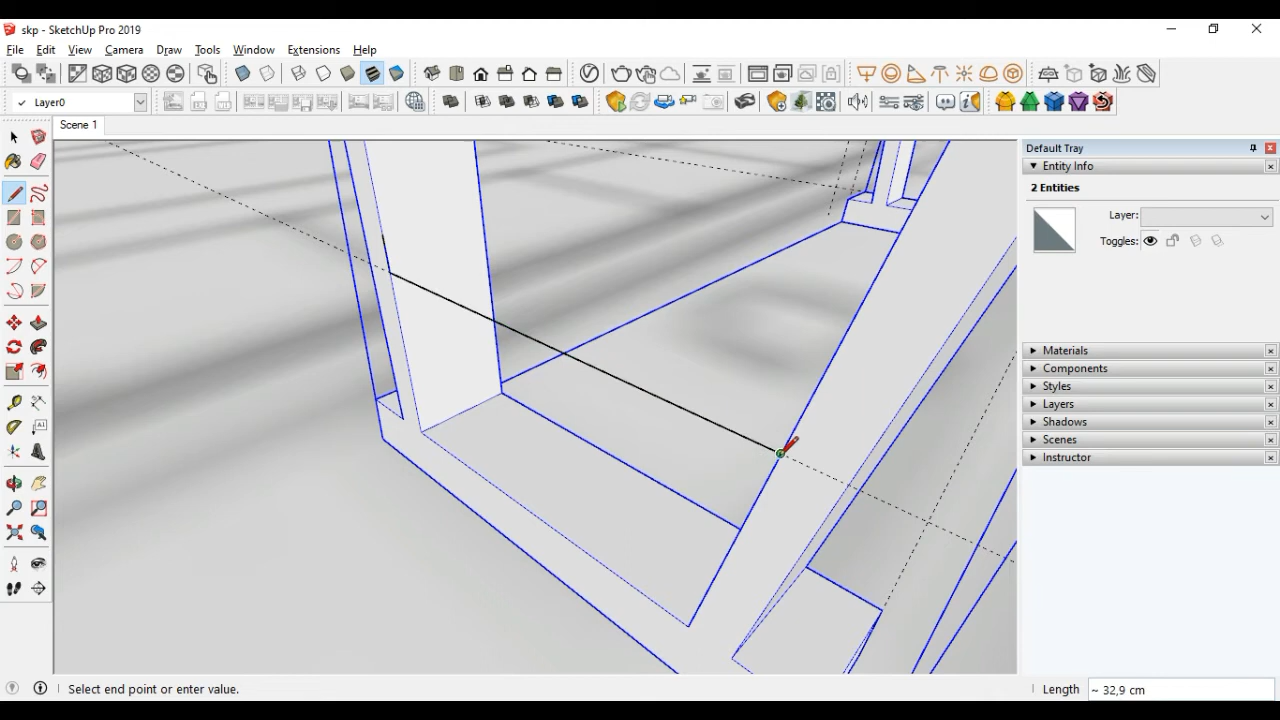 skp - SketchUp Pro 2019
File Edit View Camera Draw Tools Window Extensions Help
Layer0
Scene 1
Default Tray
Entity Info
2 Entities
Layer:
Toggles:
Materials
Components
Styles
Layers
Shadows
Scenes
Instructor
Select end point or enter value.
Length ~ 32,9 cm